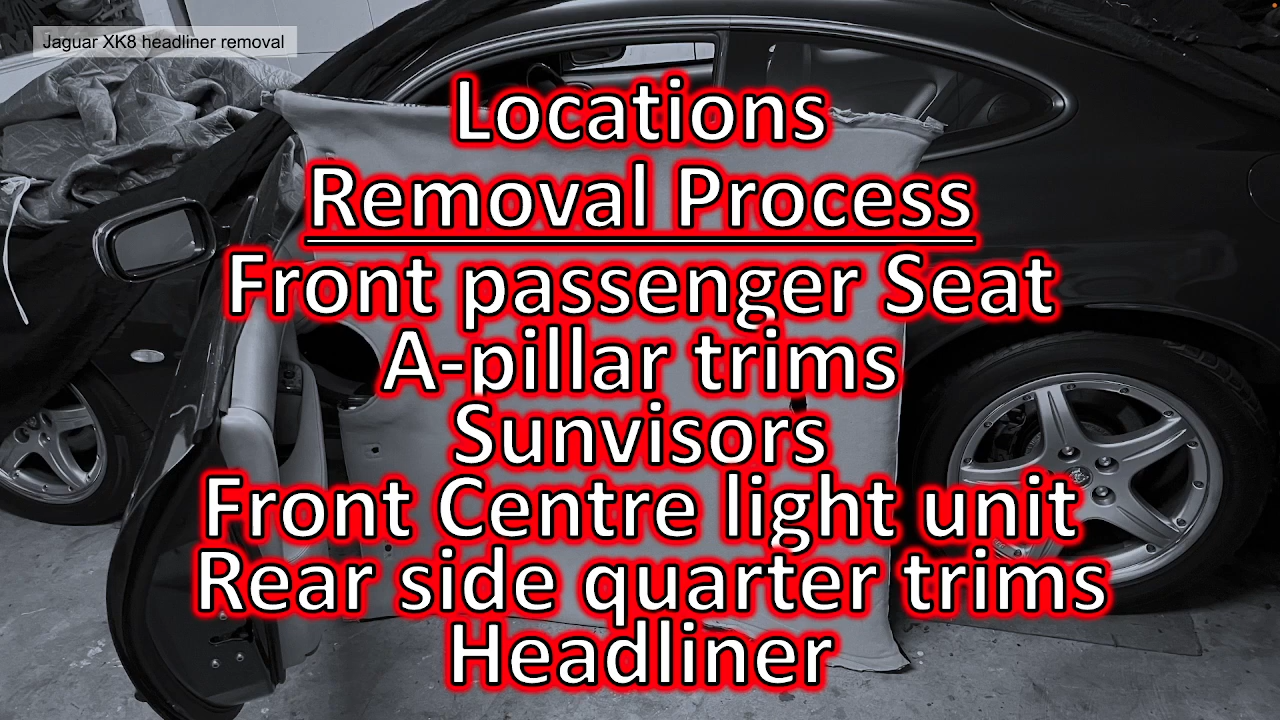 Jaguar XK8 headliner removal
Locations
Removal Process
Front passenger Seat
A-pillar trims
Sunvisors
Front Centre light unit
Rear side quarter trims
Headliner